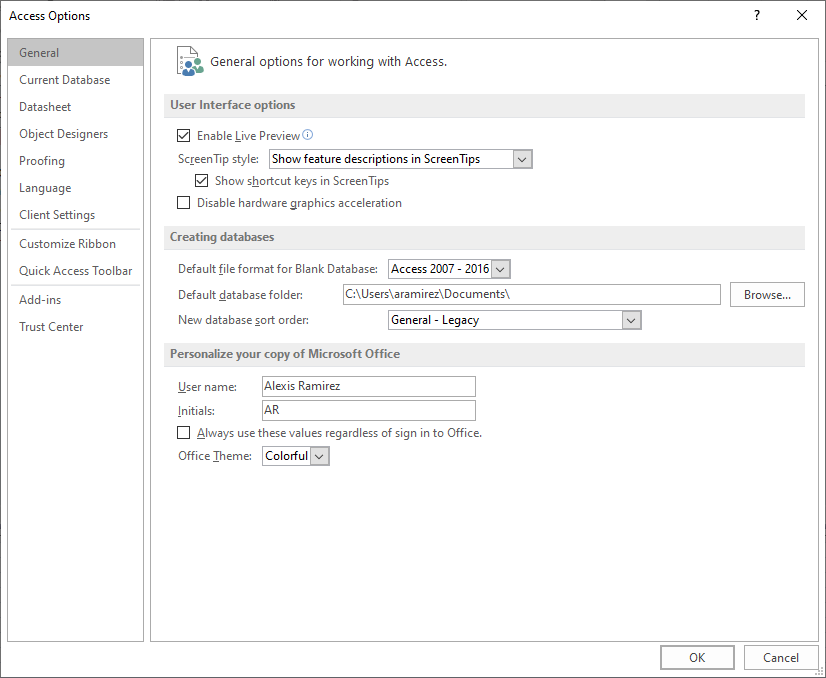 Access Options
?
General
Current Database
Datasheet
Object Designers
Proofing
Language
Client Settings
Customize Ribbon
Quick Access Toolbar
Add-ins
Trust Center
General options for working with Access.
User Interface options
Enable Live Preview
ScreenTip style: Show feature descriptions in ScreenTips
Show shortcut keys in ScreenTips
Disable hardware graphics acceleration
Creating databases
Default file format for Blank Database: Access 2007 - 2016
Default database folder: C:\Users\aramirez\Documents\ Browse...
New database sort order: General - Legacy
Personalize your copy of Microsoft Office
User name: Alexis Ramirez
Initials: AR
Always use these values regardless of sign in to Office.
Office Theme: Colorful
OK Cancel